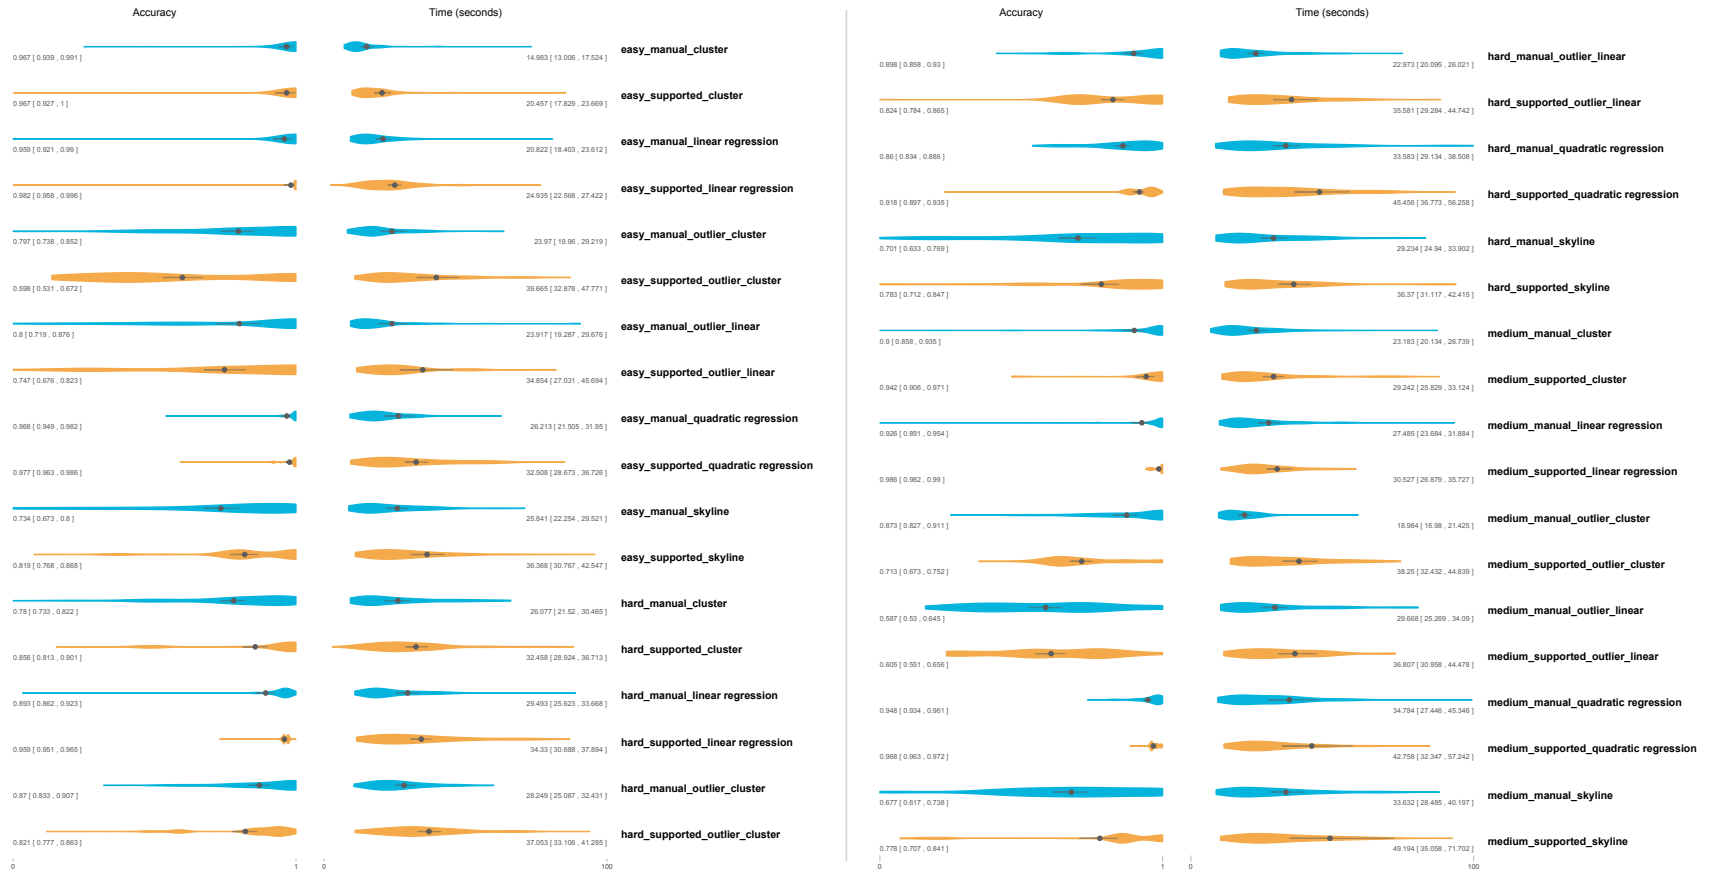 Accuracy Time (seconds)
0.967 [ 0.939 , 0.991 ] 14.983 [ 13.006 , 17.524 ] easy_manual_cluster
0.967 [ 0.927 , 1 ] 20.457 [ 17.829 , 23.669 ] easy_supported_cluster
0.959 [ 0.921 , 0.99 ] 20.822 [ 18.403 , 23.612 ] easy_manual_linear regression
0.982 [ 0.958 , 0.996 ] 24.935 [ 22.568 , 27.422 ] easy_supported_linear regression
0.797 [ 0.738 , 0.852 ] 23.97 [ 19.96 , 29.219 ] easy_manual_outlier_cluster
0.598 [ 0.531 , 0.672 ] 39.665 [ 32.878 , 47.771 ] easy_supported_outlier_cluster
0.8 [ 0.719 , 0.876 ] 23.917 [ 19.287 , 29.676 ] easy_manual_outlier_linear
0.747 [ 0.676 , 0.823 ] 34.854 [ 27.031 , 45.694 ] easy_supported_outlier_linear
0.968 [ 0.949 , 0.982 ] 26.213 [ 21.505 , 31.95 ] easy_manual_quadratic regression
0.977 [ 0.963 , 0.986 ] 32.508 [ 28.673 , 36.726 ] easy_supported_quadratic regression
0.734 [ 0.673 , 0.8 ] 25.841 [ 22.254 , 29.521 ] easy_manual_skyline
0.819 [ 0.768 , 0.868 ] 36.368 [ 30.767 , 42.547 ] easy_supported_skyline
0.78 [ 0.733 , 0.822 ] 26.077 [ 21.52 , 30.465 ] hard_manual_cluster
0.856 [ 0.813 , 0.901 ] 32.458 [ 28.924 , 36.713 ] hard_supported_cluster
0.893 [ 0.862 , 0.923 ] 29.493 [ 25.623 , 33.668 ] hard_manual_linear regression
0.959 [ 0.951 , 0.965 ] 34.33 [ 30.688 , 37.894 ] hard_supported_linear regression
0.87 [ 0.833 , 0.907 ] 28.249 [ 25.087 , 32.431 ] hard_manual_outlier_cluster
0.821 [ 0.777 , 0.863 ] 37.053 [ 33.106 , 41.285 ] hard_supported_outlier_cluster
0 1 0 100
Accuracy Time (seconds)
0.898 [ 0.858 , 0.93 ] 22.973 [ 20.095 , 26.021 ] hard_manual_outlier_linear
0.824 [ 0.784 , 0.865 ] 35.581 [ 29.284 , 44.742 ] hard_supported_outlier_linear
0.86 [ 0.834 , 0.886 ] 33.583 [ 29.134 , 38.508 ] hard_manual_quadratic regression
0.918 [ 0.897 , 0.935 ] 45.456 [ 36.773 , 56.258 ] hard_supported_quadratic regression
0.701 [ 0.633 , 0.769 ] 29.234 [ 24.94 , 33.902 ] hard_manual_skyline
0.783 [ 0.712 , 0.847 ] 36.37 [ 31.117 , 42.415 ] hard_supported_skyline
0.9 [ 0.858 , 0.935 ] 23.183 [ 20.134 , 26.739 ] medium_manual_cluster
0.942 [ 0.906 , 0.971 ] 29.242 [ 25.829 , 33.124 ] medium_supported_cluster
0.926 [ 0.891 , 0.954 ] 27.485 [ 23.684 , 31.884 ] medium_manual_linear regression
0.986 [ 0.982 , 0.99 ] 30.527 [ 26.879 , 35.727 ] medium_supported_linear regression
0.873 [ 0.827 , 0.911 ] 18.984 [ 16.98 , 21.425 ] medium_manual_outlier_cluster
0.713 [ 0.673 , 0.752 ] 38.25 [ 32.432 , 44.839 ] medium_supported_outlier_cluster
0.587 [ 0.53 , 0.645 ] 29.668 [ 25.269 , 34.09 ] medium_manual_outlier_linear
0.605 [ 0.551 , 0.656 ] 36.807 [ 30.958 , 44.478 ] medium_supported_outlier_linear
0.948 [ 0.934 , 0.961 ] 34.784 [ 27.446 , 45.346 ] medium_manual_quadratic regression
0.968 [ 0.963 , 0.972 ] 42.758 [ 32.347 , 57.242 ] medium_supported_quadratic regression
0.677 [ 0.617 , 0.738 ] 33.632 [ 28.485 , 40.197 ] medium_manual_skyline
0.778 [ 0.707 , 0.841 ] 49.194 [ 35.058 , 71.702 ] medium_supported_skyline
0 1 0 100